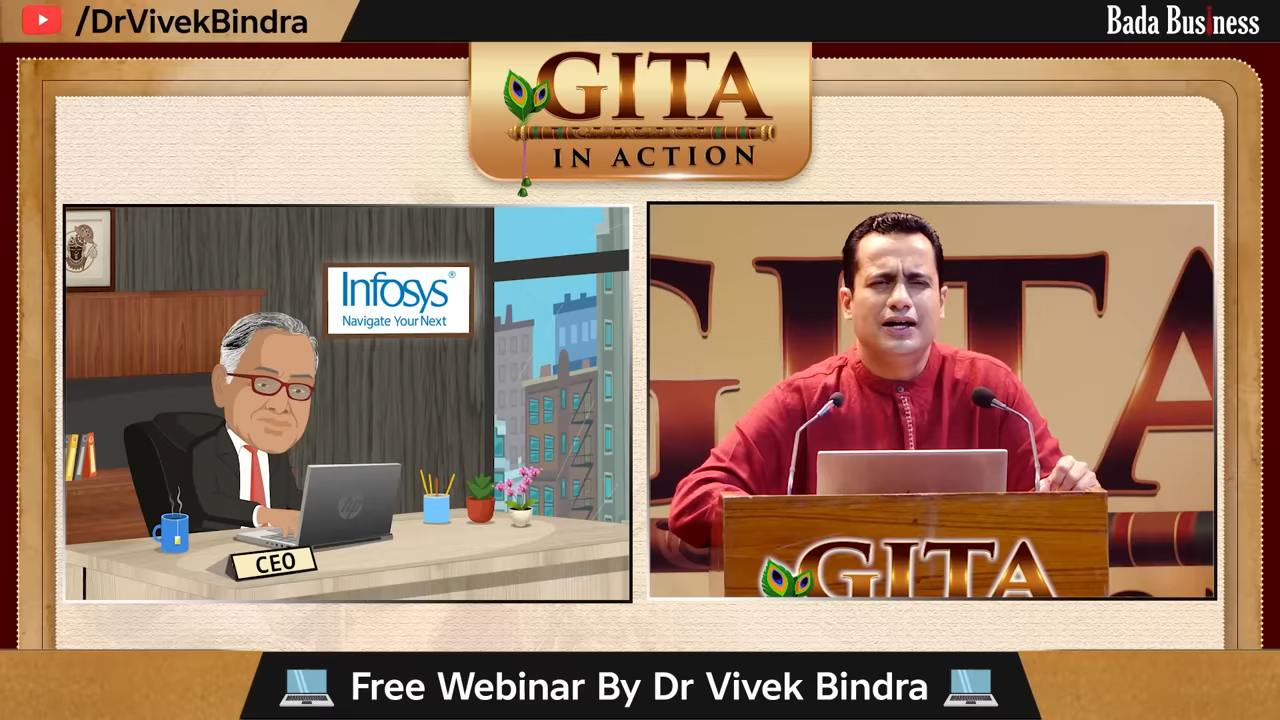 /DrVivekBindra
Bada Business
GITA
IN ACTION
Infosys®
Navigate Your Next
hp
CEO
GITA
GITA
Free Webinar By Dr Vivek Bindra